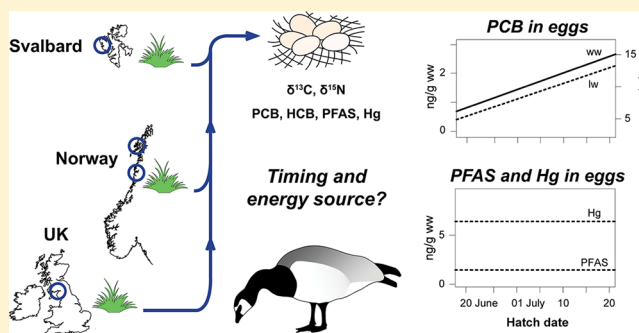 Svalbard
Norway
UK
δ¹³C, δ¹⁵N
PCB, HCB, PFAS, Hg
Timing and
energy source?
PCB in eggs
ng/g ww
2
1
0
ww
lw
15
5
PFAS and Hg in eggs
ng/g ww
5
0
Hg
PFAS
20 June
01 July
10
20
Hatch date